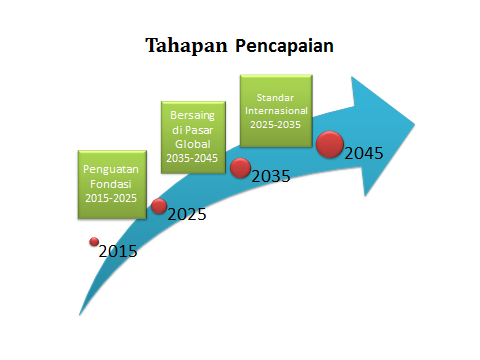 Tahapan Pencapaian
Penguatan
Fondasi
2015-2025
Bersaing
di Pasar
Global
2035-2045
Standar
Internasional
2025-2035
2015
2025
2035
2045